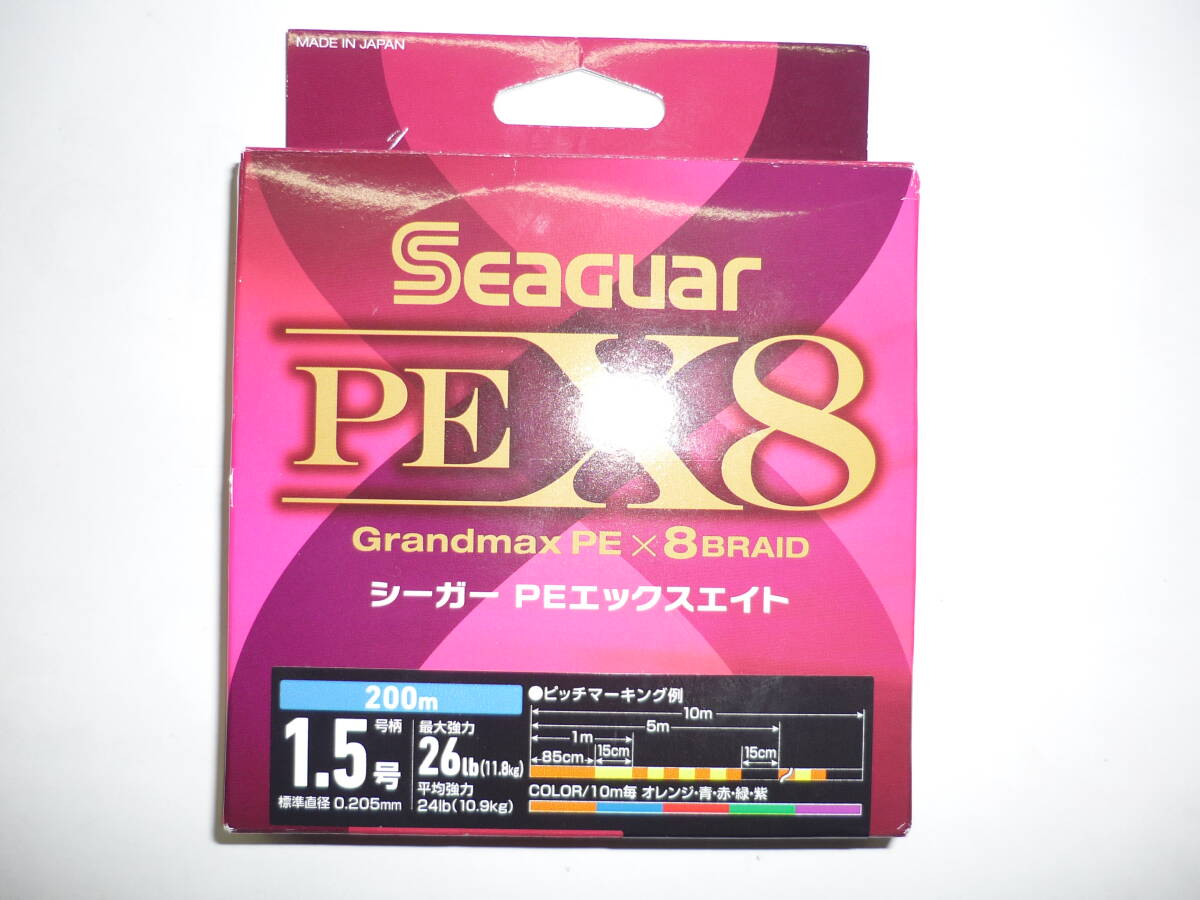 MADE IN JAPAN
Seaguar
PE X8
Grandmax PE × 8 BRAID
シーガー PEエックスエイト
200m
1.5号
号柄
標準直径 0.205mm
最大強力
26lb(11.8kg)
平均強力
24lb(10.9kg)
●ピッチマーキング例
10m
5m
1m
85cm 15cm 15cm
COLOR/10m毎 オレンジ・青・赤・緑・紫